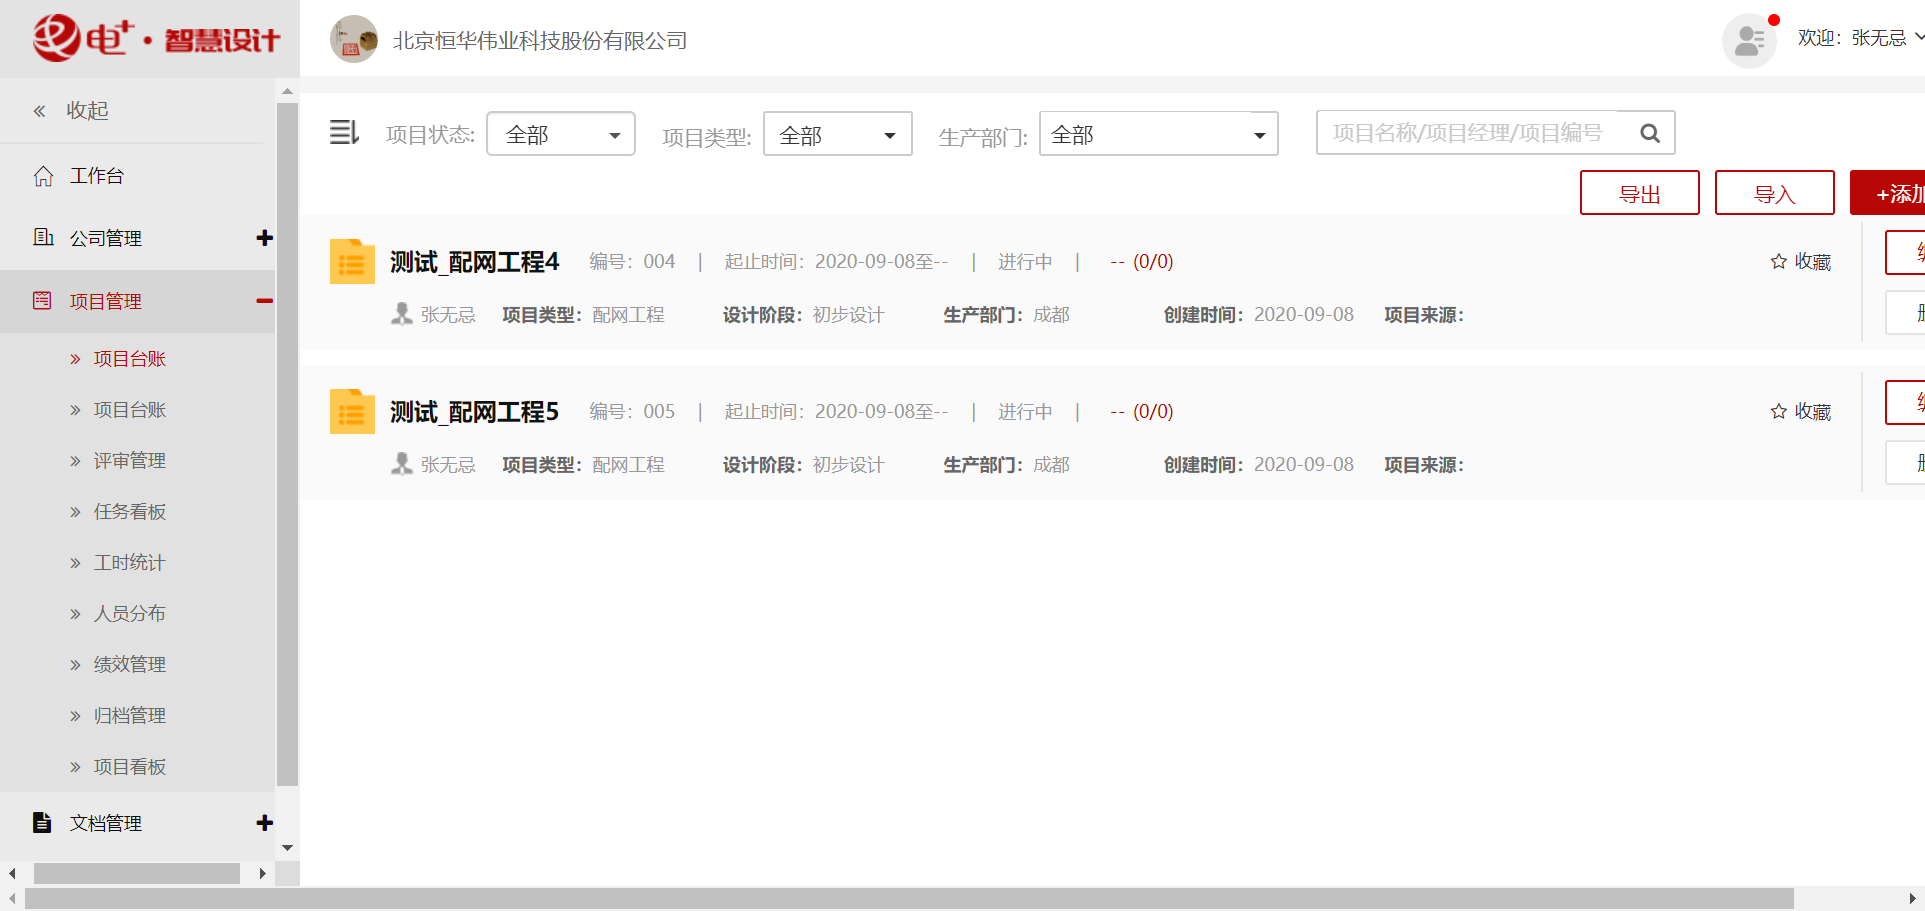 电+·智慧设计
北京恒华伟业科技股份有限公司
欢迎：张无忌
收起
工作台
公司管理
项目管理
项目台账
项目台账
评审管理
任务看板
工时统计
人员分布
绩效管理
归档管理
项目看板
文档管理
项目状态: 全部 项目类型: 全部 生产部门: 全部 项目名称/项目经理/项目编号
导出 导入 +添加
测试_配网工程4 编号：004 | 起止时间：2020-09-08至-- | 进行中 | -- (0/0) 收藏
张无忌 项目类型：配网工程 设计阶段：初步设计 生产部门：成都 创建时间：2020-09-08 项目来源：
测试_配网工程5 编号：005 | 起止时间：2020-09-08至-- | 进行中 | -- (0/0) 收藏
张无忌 项目类型：配网工程 设计阶段：初步设计 生产部门：成都 创建时间：2020-09-08 项目来源：